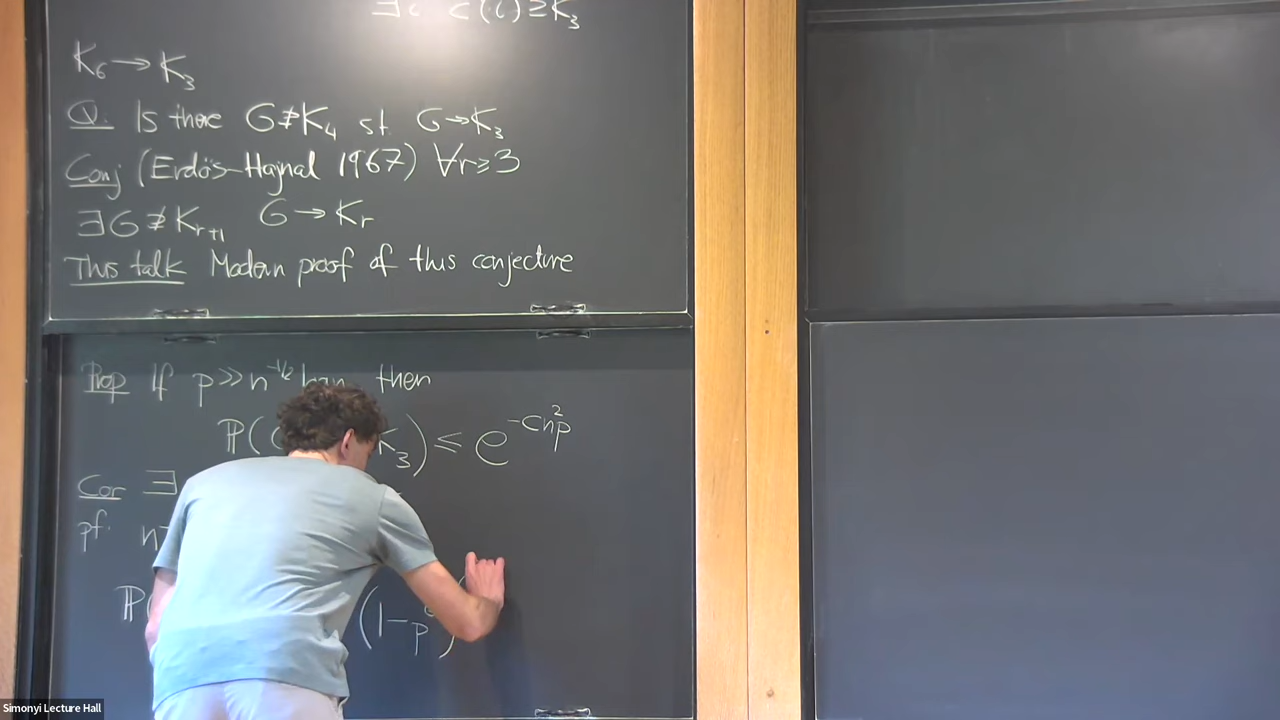 ∃c c(c)≥K₃
K₆→K₃
Q. Is there G⊉K₄ st. G→K₃
Conj (Erdős-Hajnal 1967) ∀r≥3
∃G⊉K_{r+1} G→K_r
This talk Modern proof of this conjecture
Prop If p≫n^{-1/2} then
ℙ( K₃)≤e^{-cn²p}
Cor ∃
pf. n
ℙ( (1-p )
Simonyi Lecture Hall